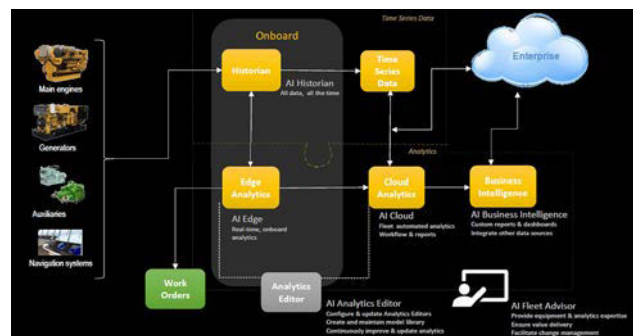 Time Series Data
Onboard
Main engines
Generators
Auxiliaries
Navigation systems
Historian
AI Historian
All data, all the time
Time
Series
Data
Enterprise
Analytics
Edge
Analytics
AI Edge
Real-time, onboard
analytics
Cloud
Analytics
AI Cloud
Fleet automated analytics
Workflow & reports
Business
Intelligence
AI Business Intelligence
Custom reports & dashboards
Integrate other data sources
Work
Orders
Analytics
Editor
AI Analytics Editor
Configure & update Analytics Editors
Create and maintain model library
Continuously improve & update analytics
AI Fleet Advisor
Provide equipment & analytics expertise
Ensure value delivery
Facilitate change management